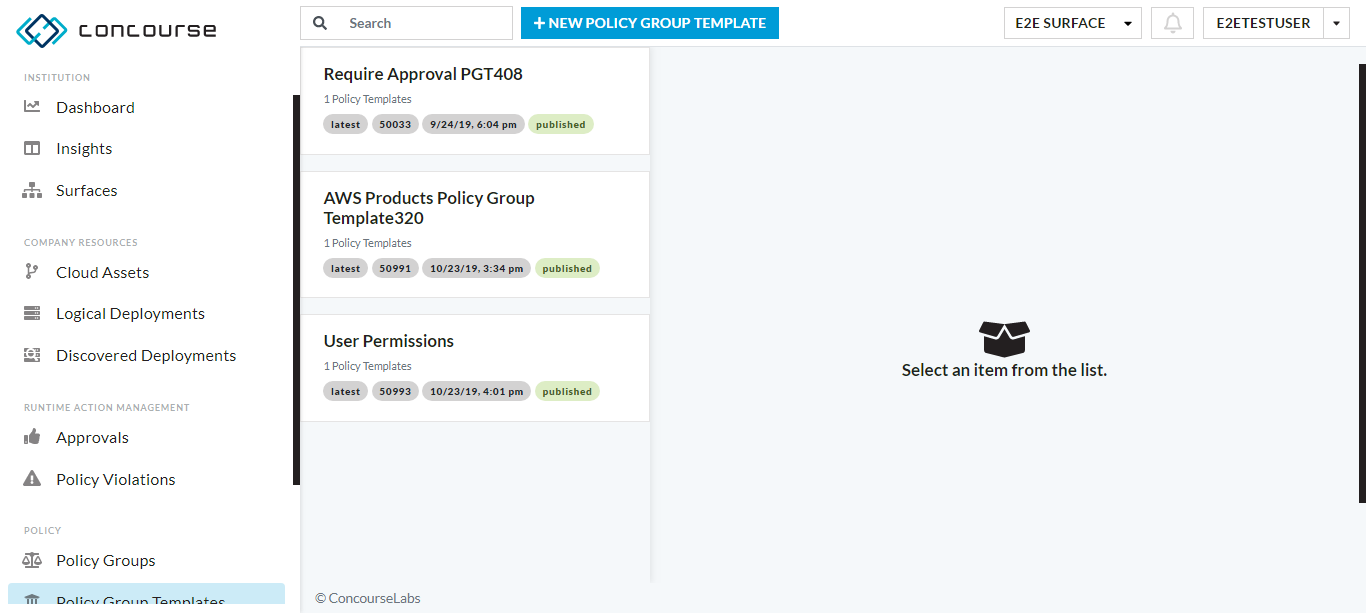 concourse
Search
NEW POLICY GROUP TEMPLATE
E2E SURFACE
E2ETESTUSER
INSTITUTION
Dashboard
Insights
Surfaces
COMPANY RESOURCES
Cloud Assets
Logical Deployments
Discovered Deployments
RUNTIME ACTION MANAGEMENT
Approvals
Policy Violations
POLICY
Policy Groups
Policy Group Templates
Require Approval PGT408
1 Policy Templates
latest 50033 9/24/19, 6:04 pm published
AWS Products Policy Group
Template320
1 Policy Templates
latest 50991 10/23/19, 3:34 pm published
User Permissions
1 Policy Templates
latest 50993 10/23/19, 4:01 pm published
Select an item from the list.
© ConcourseLabs